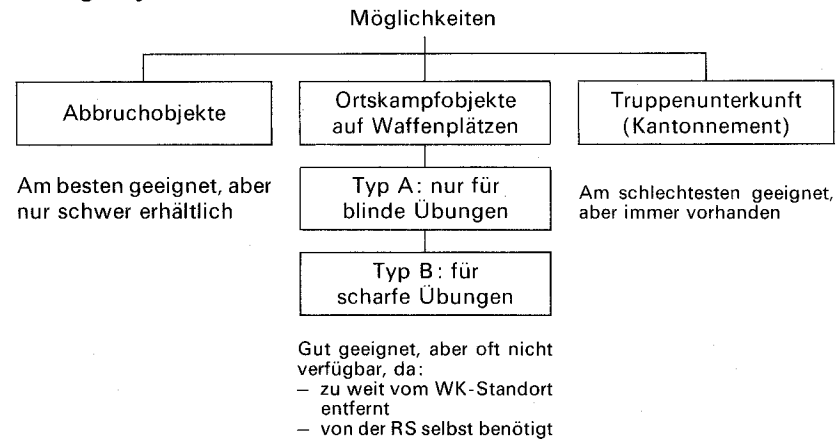 Möglichkeiten
Abbruchobjekte
Am besten geeignet, aber
nur schwer erhältlich
Ortskampfobjekte
auf Waffenplätzen
Typ A: nur für
blinde Übungen
Typ B: für
scharfe Übungen
Gut geeignet, aber oft nicht
verfügbar, da:
– zu weit vom WK-Standort
entfernt
– von der RS selbst benötigt
Truppenunterkunft
(Kantonnement)
Am schlechtesten geeignet,
aber immer vorhanden